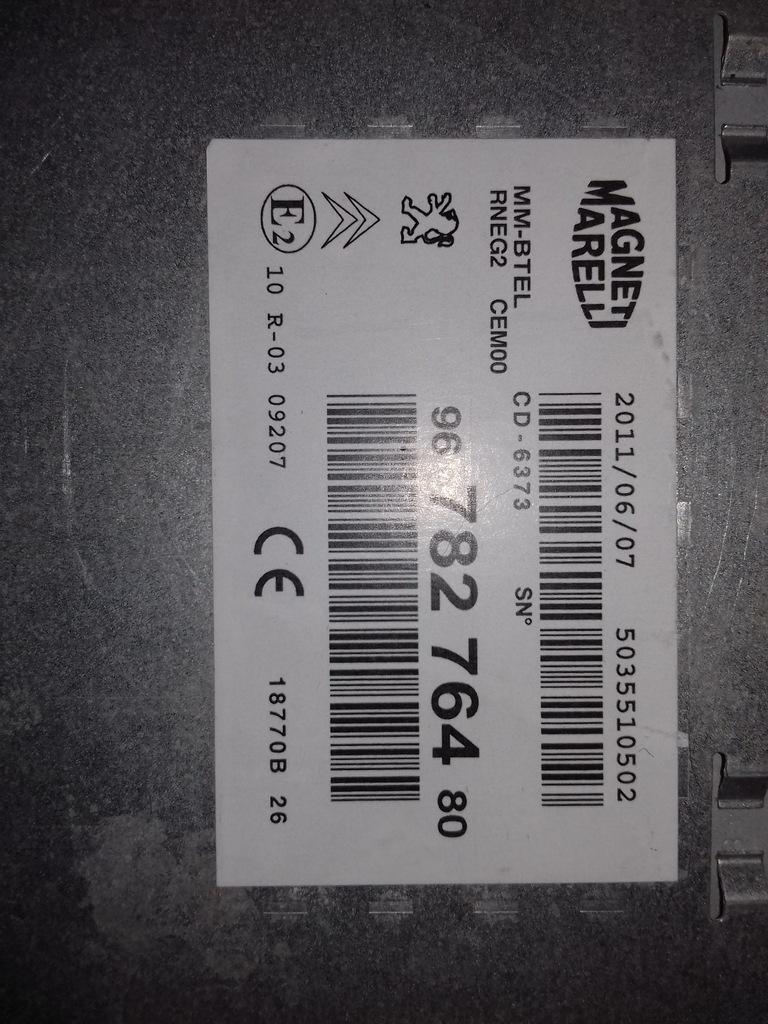 MAGNETI
MARELLI
2011/06/07 5035510502
MM-BTEL
RNEG2 CEM00
CD-6373 SN°
96 782 764 80
E2 10 R-03 09207 CE 18770B 26